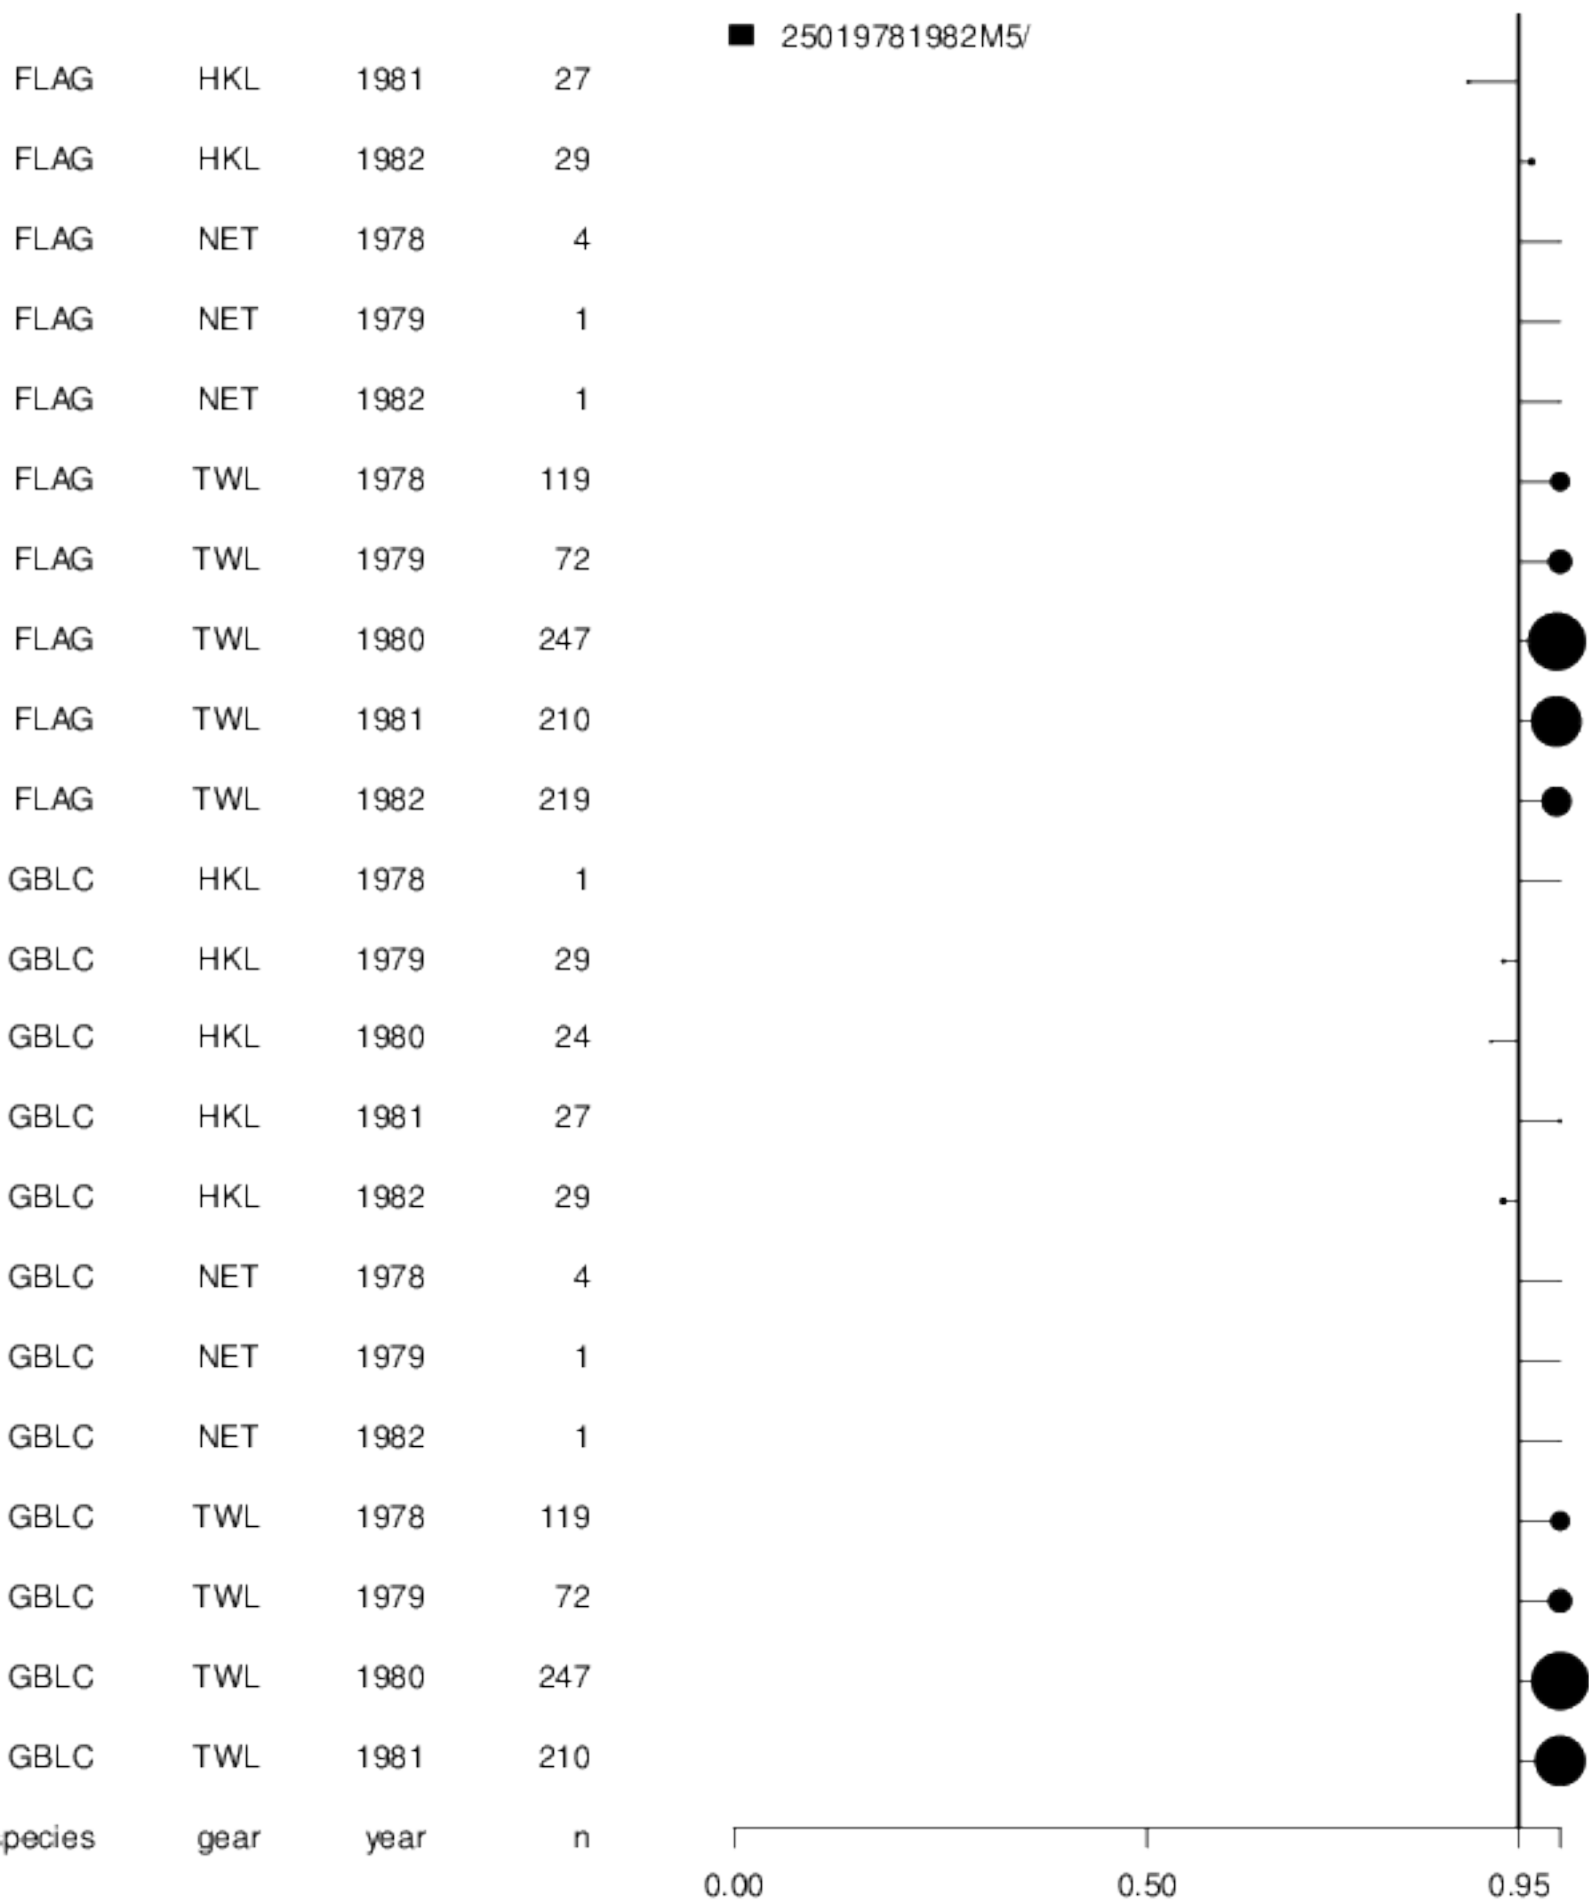 25019781982M5/
FLAG HKL 1981 27
FLAG HKL 1982 29
FLAG NET 1978 4
FLAG NET 1979 1
FLAG NET 1982 1
FLAG TWL 1978 119
FLAG TWL 1979 72
FLAG TWL 1980 247
FLAG TWL 1981 210
FLAG TWL 1982 219
GBLC HKL 1978 1
GBLC HKL 1979 29
GBLC HKL 1980 24
GBLC HKL 1981 27
GBLC HKL 1982 29
GBLC NET 1978 4
GBLC NET 1979 1
GBLC NET 1982 1
GBLC TWL 1978 119
GBLC TWL 1979 72
GBLC TWL 1980 247
GBLC TWL 1981 210
pecies gear year n
0.00 0.50 0.95